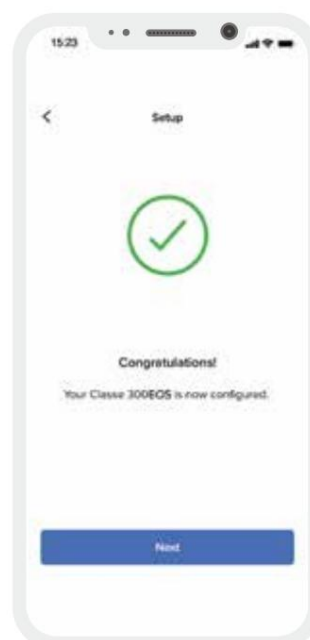 15:23
Setup
Congratulations!
Your Classe 300EOS is now configured.
Next